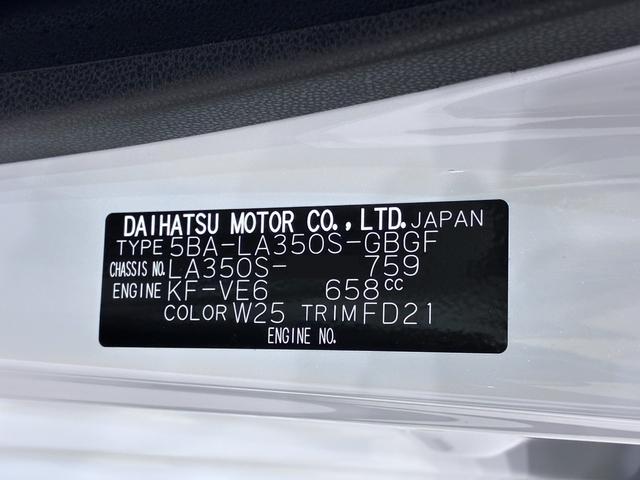 DAIHATSU MOTOR CO.,LTD. JAPAN
TYPE 5BA-LA350S-GBGF
CHASSIS NO. LA350S- 759
ENGINE KF-VE6 658cc
COLOR W25 TRIM FD21
ENGINE NO.